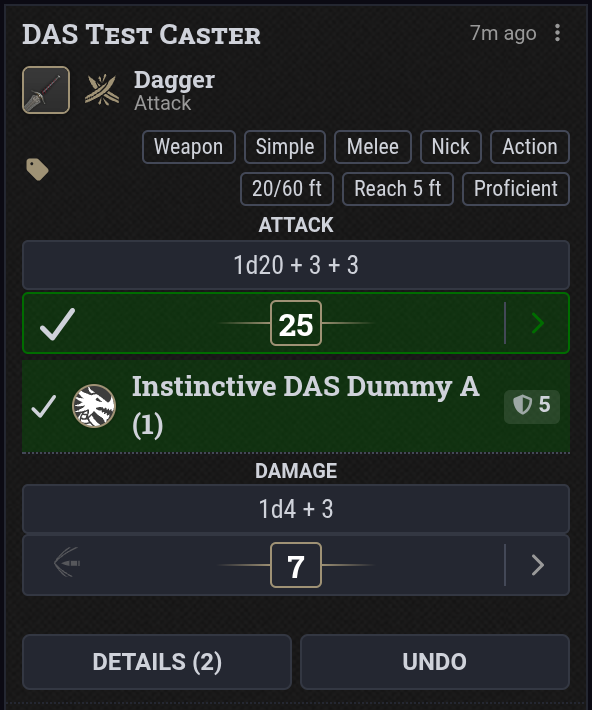 DAS Test Caster 7m ago
Dagger
Attack
Weapon Simple Melee Nick Action
20/60 ft Reach 5 ft Proficient
ATTACK
1d20 + 3 + 3
25
Instinctive DAS Dummy A
(1)
5
DAMAGE
1d4 + 3
7
DETAILS (2) UNDO